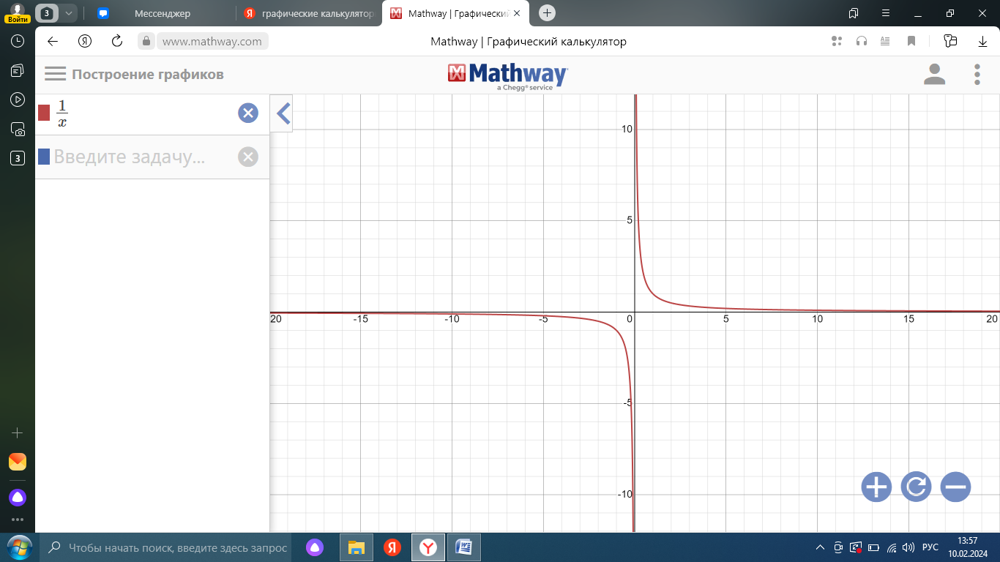 Войти
3
Мессенджер
графические калькулятор
Mathway | Графический
www.mathway.com
Mathway | Графический калькулятор
Построение графиков
Mathway
a Chegg® service
1
x
Введите задачу...
3
10
5
20 -15 -10 -5 0 5 10 15 20
-5
-10
Чтобы начать поиск, введите здесь запрос
РУС
13:57
10.02.2024